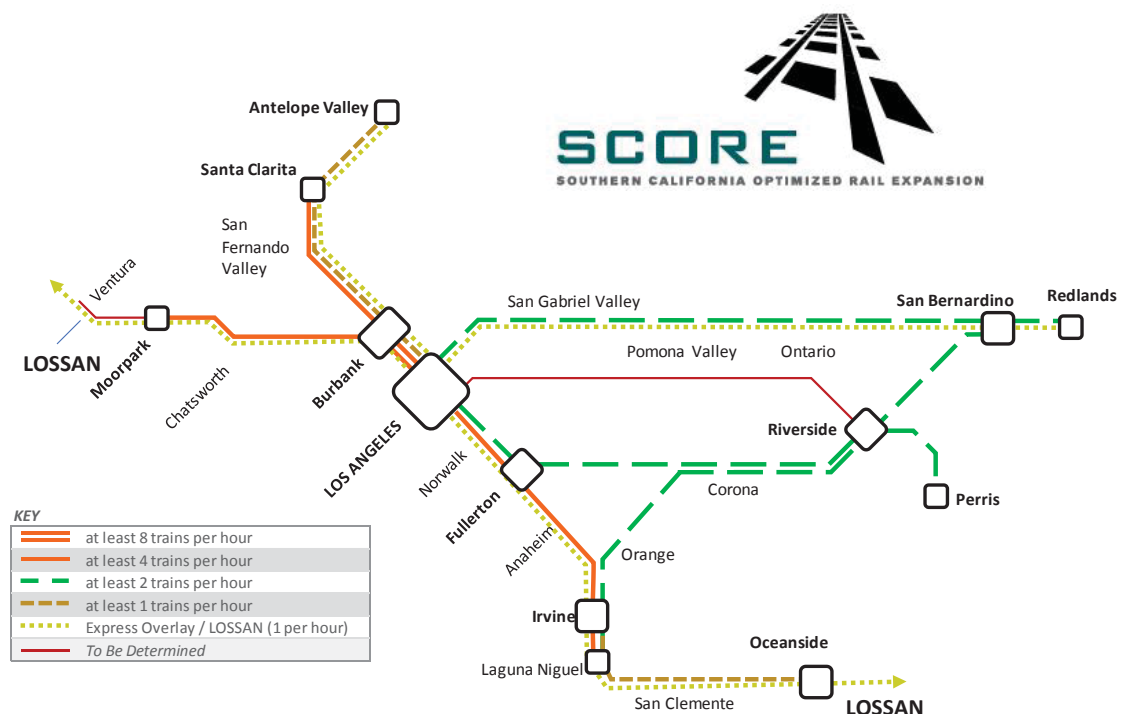 SCORE
SOUTHERN CALIFORNIA OPTIMIZED RAIL EXPANSION
Antelope Valley
Santa Clarita
San
Fernando
Valley
Ventura
LOSSAN
Moorpark
Chatsworth
Burbank
LOS ANGELES
San Gabriel Valley
Pomona Valley
Ontario
San Bernardino
Redlands
Riverside
Perris
Norwalk
Fullerton
Corona
Anaheim
Orange
Irvine
Laguna Niguel
San Clemente
Oceanside
LOSSAN
KEY
at least 8 trains per hour
at least 4 trains per hour
at least 2 trains per hour
at least 1 trains per hour
Express Overlay / LOSSAN (1 per hour)
To Be Determined